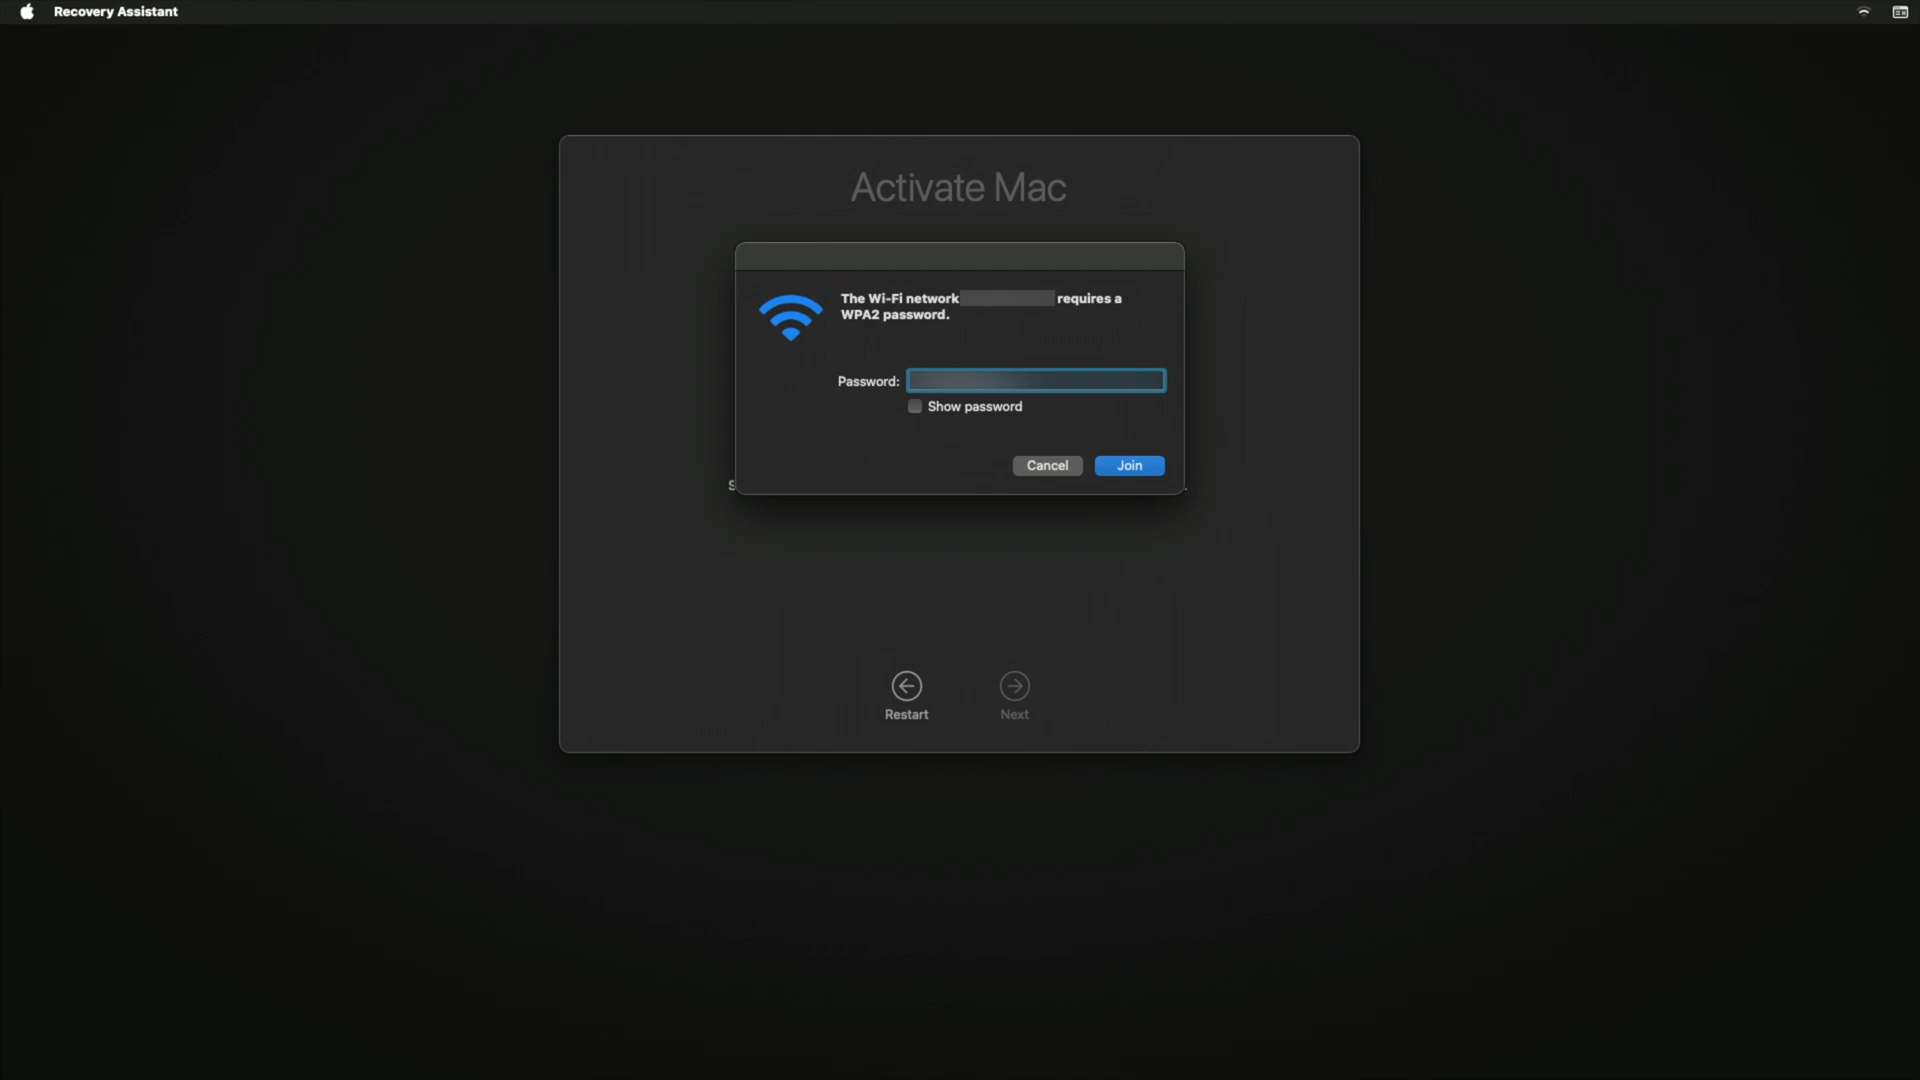 Recovery Assistant
Activate Mac
The Wi-Fi network requires a
WPA2 password.
Password:
Show password
Cancel
Join
Restart
Next